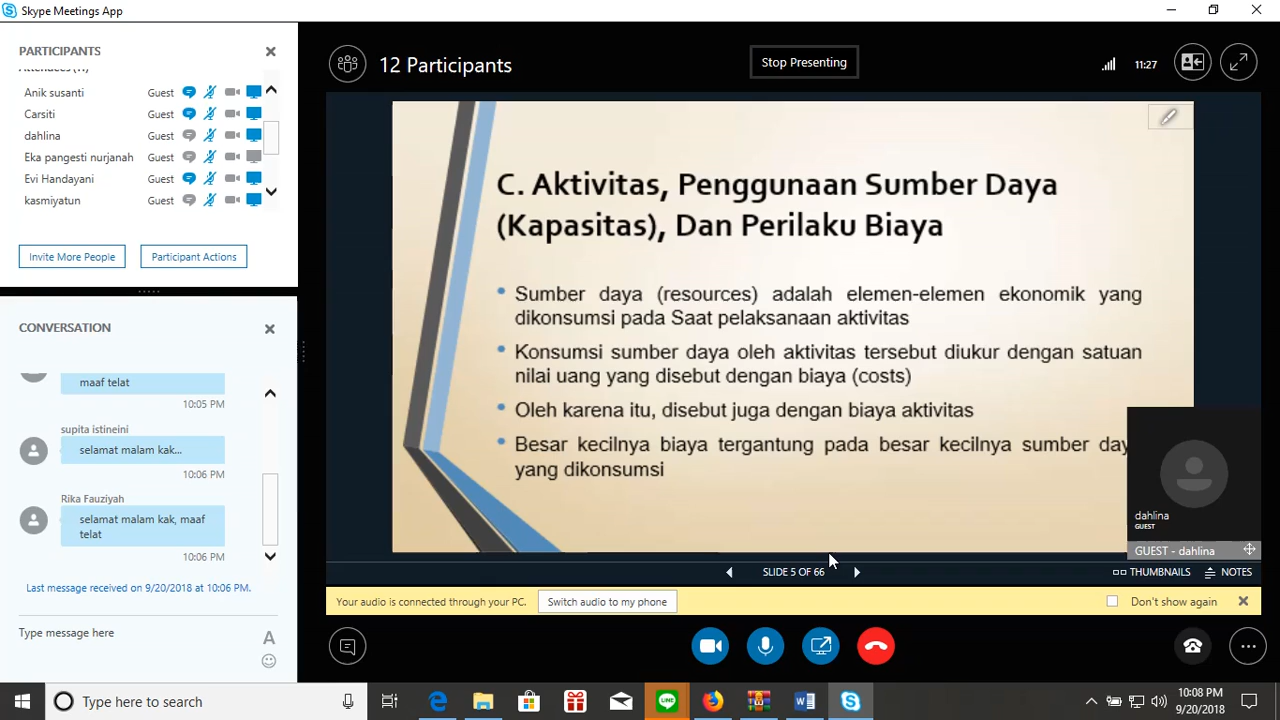 Skype Meetings App
PARTICIPANTS
Anik susanti Guest
Carsiti Guest
dahlina Guest
Eka pangesti nurjanah Guest
Evi Handayani Guest
kasmiyatun Guest
Invite More People Participant Actions
CONVERSATION
maaf telat
10:05 PM
supita istineini
selamat malam kak...
10:06 PM
Rika Fauziyah
selamat malam kak, maaf
telat
10:06 PM
Last message received on 9/20/2018 at 10:06 PM.
Type message here
A
12 Participants
Stop Presenting
11:27
C. Aktivitas, Penggunaan Sumber Daya
(Kapasitas), Dan Perilaku Biaya
• Sumber daya (resources) adalah elemen-elemen ekonomik yang
dikonsumsi pada Saat pelaksanaan aktivitas
• Konsumsi sumber daya oleh aktivitas tersebut diukur dengan satuan
nilai uang yang disebut dengan biaya (costs)
• Oleh karena itu, disebut juga dengan biaya aktivitas
• Besar kecilnya biaya tergantung pada besar kecilnya sumber
yang dikonsumsi
dahlina
GUEST
GUEST - dahlina
SLIDE 5 OF 66
THUMBNAILS NOTES
Your audio is connected through your PC. Switch audio to my phone Don't show again
Type here to search
10:08 PM
9/20/2018